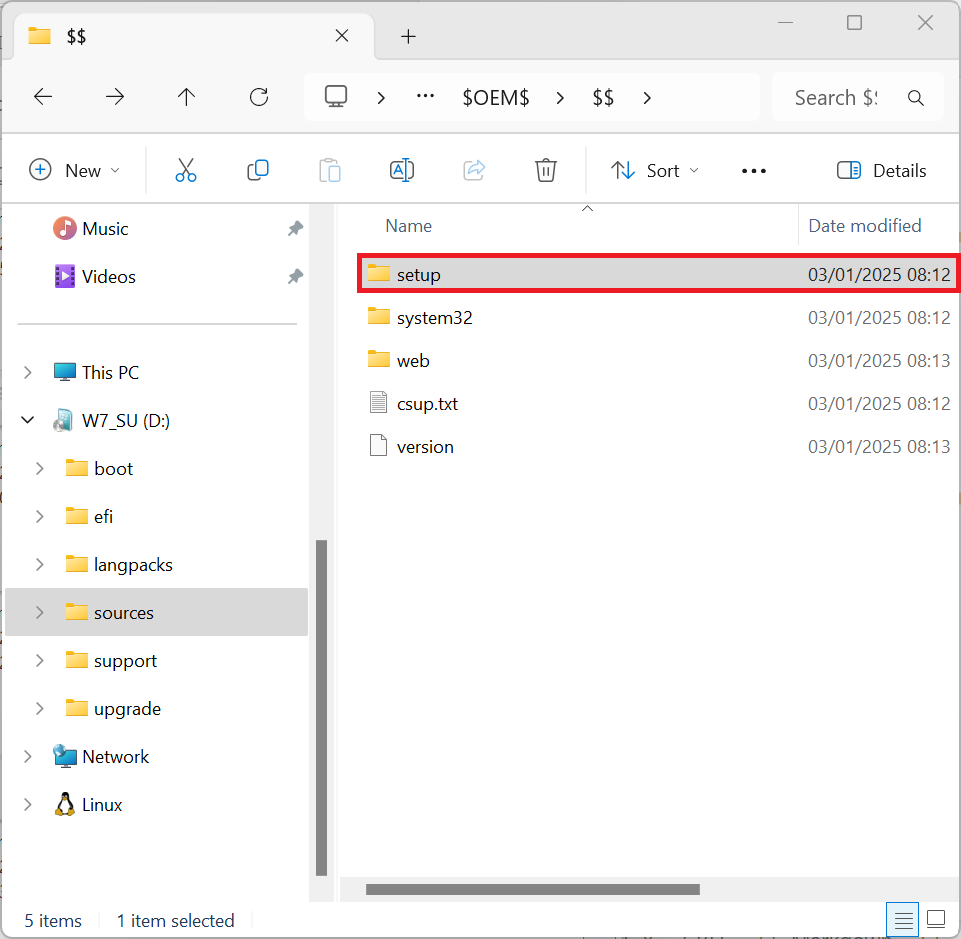 $$
$OEM$ $$ Search $:
New Sort Details
Music
Videos
This PC
W7_SU (D:)
boot
efi
langpacks
sources
support
upgrade
Network
Linux
Name Date modified
setup 03/01/2025 08:12
system32 03/01/2025 08:12
web 03/01/2025 08:13
csup.txt 03/01/2025 08:12
version 03/01/2025 08:13
5 items 1 item selected